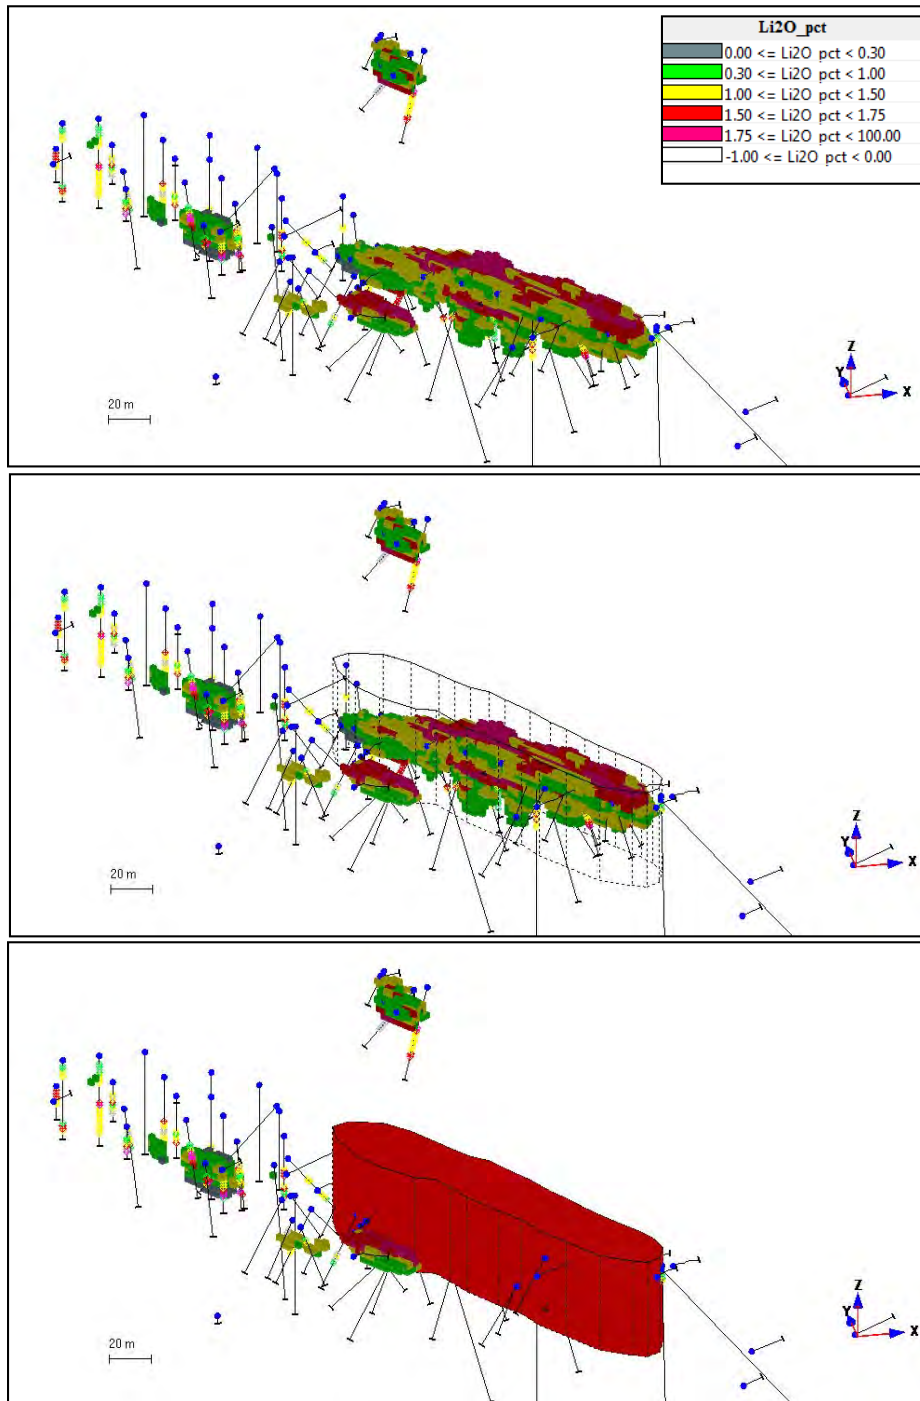 Li2O_pct
0.00 <= Li2O pct < 0.30
0.30 <= Li2O pct < 1.00
1.00 <= Li2O pct < 1.50
1.50 <= Li2O pct < 1.75
1.75 <= Li2O pct < 100.00
-1.00 <= Li2O pct < 0.00
Z
Y
X
20 m
Z
Y
X
20 m
Z
Y
X
20 m